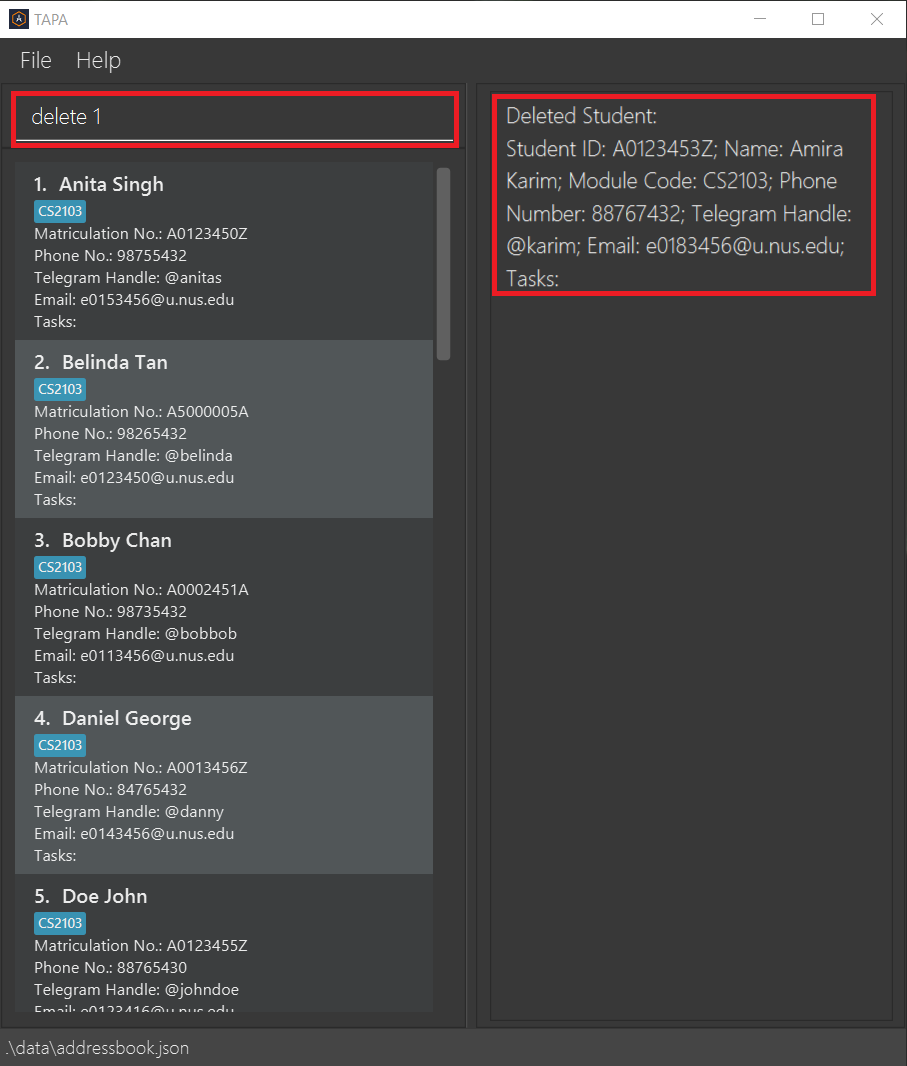 TAPA
File Help
delete 1
1. Anita Singh
CS2103
Matriculation No.: A0123450Z
Phone No.: 98755432
Telegram Handle: @anitas
Email: e0153456@u.nus.edu
Tasks:
2. Belinda Tan
CS2103
Matriculation No.: A5000005A
Phone No.: 98265432
Telegram Handle: @belinda
Email: e0123450@u.nus.edu
Tasks:
3. Bobby Chan
CS2103
Matriculation No.: A0002451A
Phone No.: 98735432
Telegram Handle: @bobbob
Email: e0113456@u.nus.edu
Tasks:
4. Daniel George
CS2103
Matriculation No.: A0013456Z
Phone No.: 84765432
Telegram Handle: @danny
Email: e0143456@u.nus.edu
Tasks:
5. Doe John
CS2103
Matriculation No.: A0123455Z
Phone No.: 88765430
Telegram Handle: @johndoe
Email: e0123416@u.nus.edu
Deleted Student:
Student ID: A0123453Z; Name: Amira
Karim; Module Code: CS2103; Phone
Number: 88767432; Telegram Handle:
@karim; Email: e0183456@u.nus.edu;
Tasks:
.\data\addressbook.json